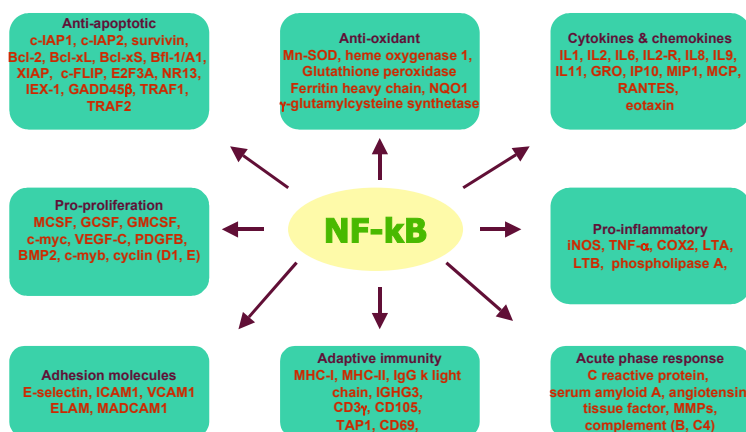 Anti-apoptotic
c-IAP1, c-IAP2, survivin,
Bcl-2, Bcl-xL, Bcl-xS, Bfl-1/A1,
XIAP, c-FLIP, E2F3A, NR13,
IEX-1, GADD45β, TRAF1,
TRAF2
Anti-oxidant
Mn-SOD, heme oxygenase 1,
Glutathione peroxidase
Ferritin heavy chain, NQO1
γ-glutamylcysteine synthetase
Cytokines & chemokines
IL1, IL2, IL6, IL2-R, IL8, IL9,
IL11, GRO, IP10, MIP1, MCP,
RANTES,
eotaxin
Pro-proliferation
MCSF, GCSF, GMCSF,
c-myc, VEGF-C, PDGFB,
BMP2, c-myb, cyclin (D1, E)
NF-kB
Pro-inflammatory
iNOS, TNF-α, COX2, LTA,
LTB, phospholipase A,
Adhesion molecules
E-selectin, ICAM1, VCAM1
ELAM, MADCAM1
Adaptive immunity
MHC-I, MHC-II, IgG k light
chain, IGHG3,
CD3γ, CD105,
TAP1, CD69,
Acute phase response
C reactive protein,
serum amyloid A, angiotensin
tissue factor, MMPs,
complement (B, C4)